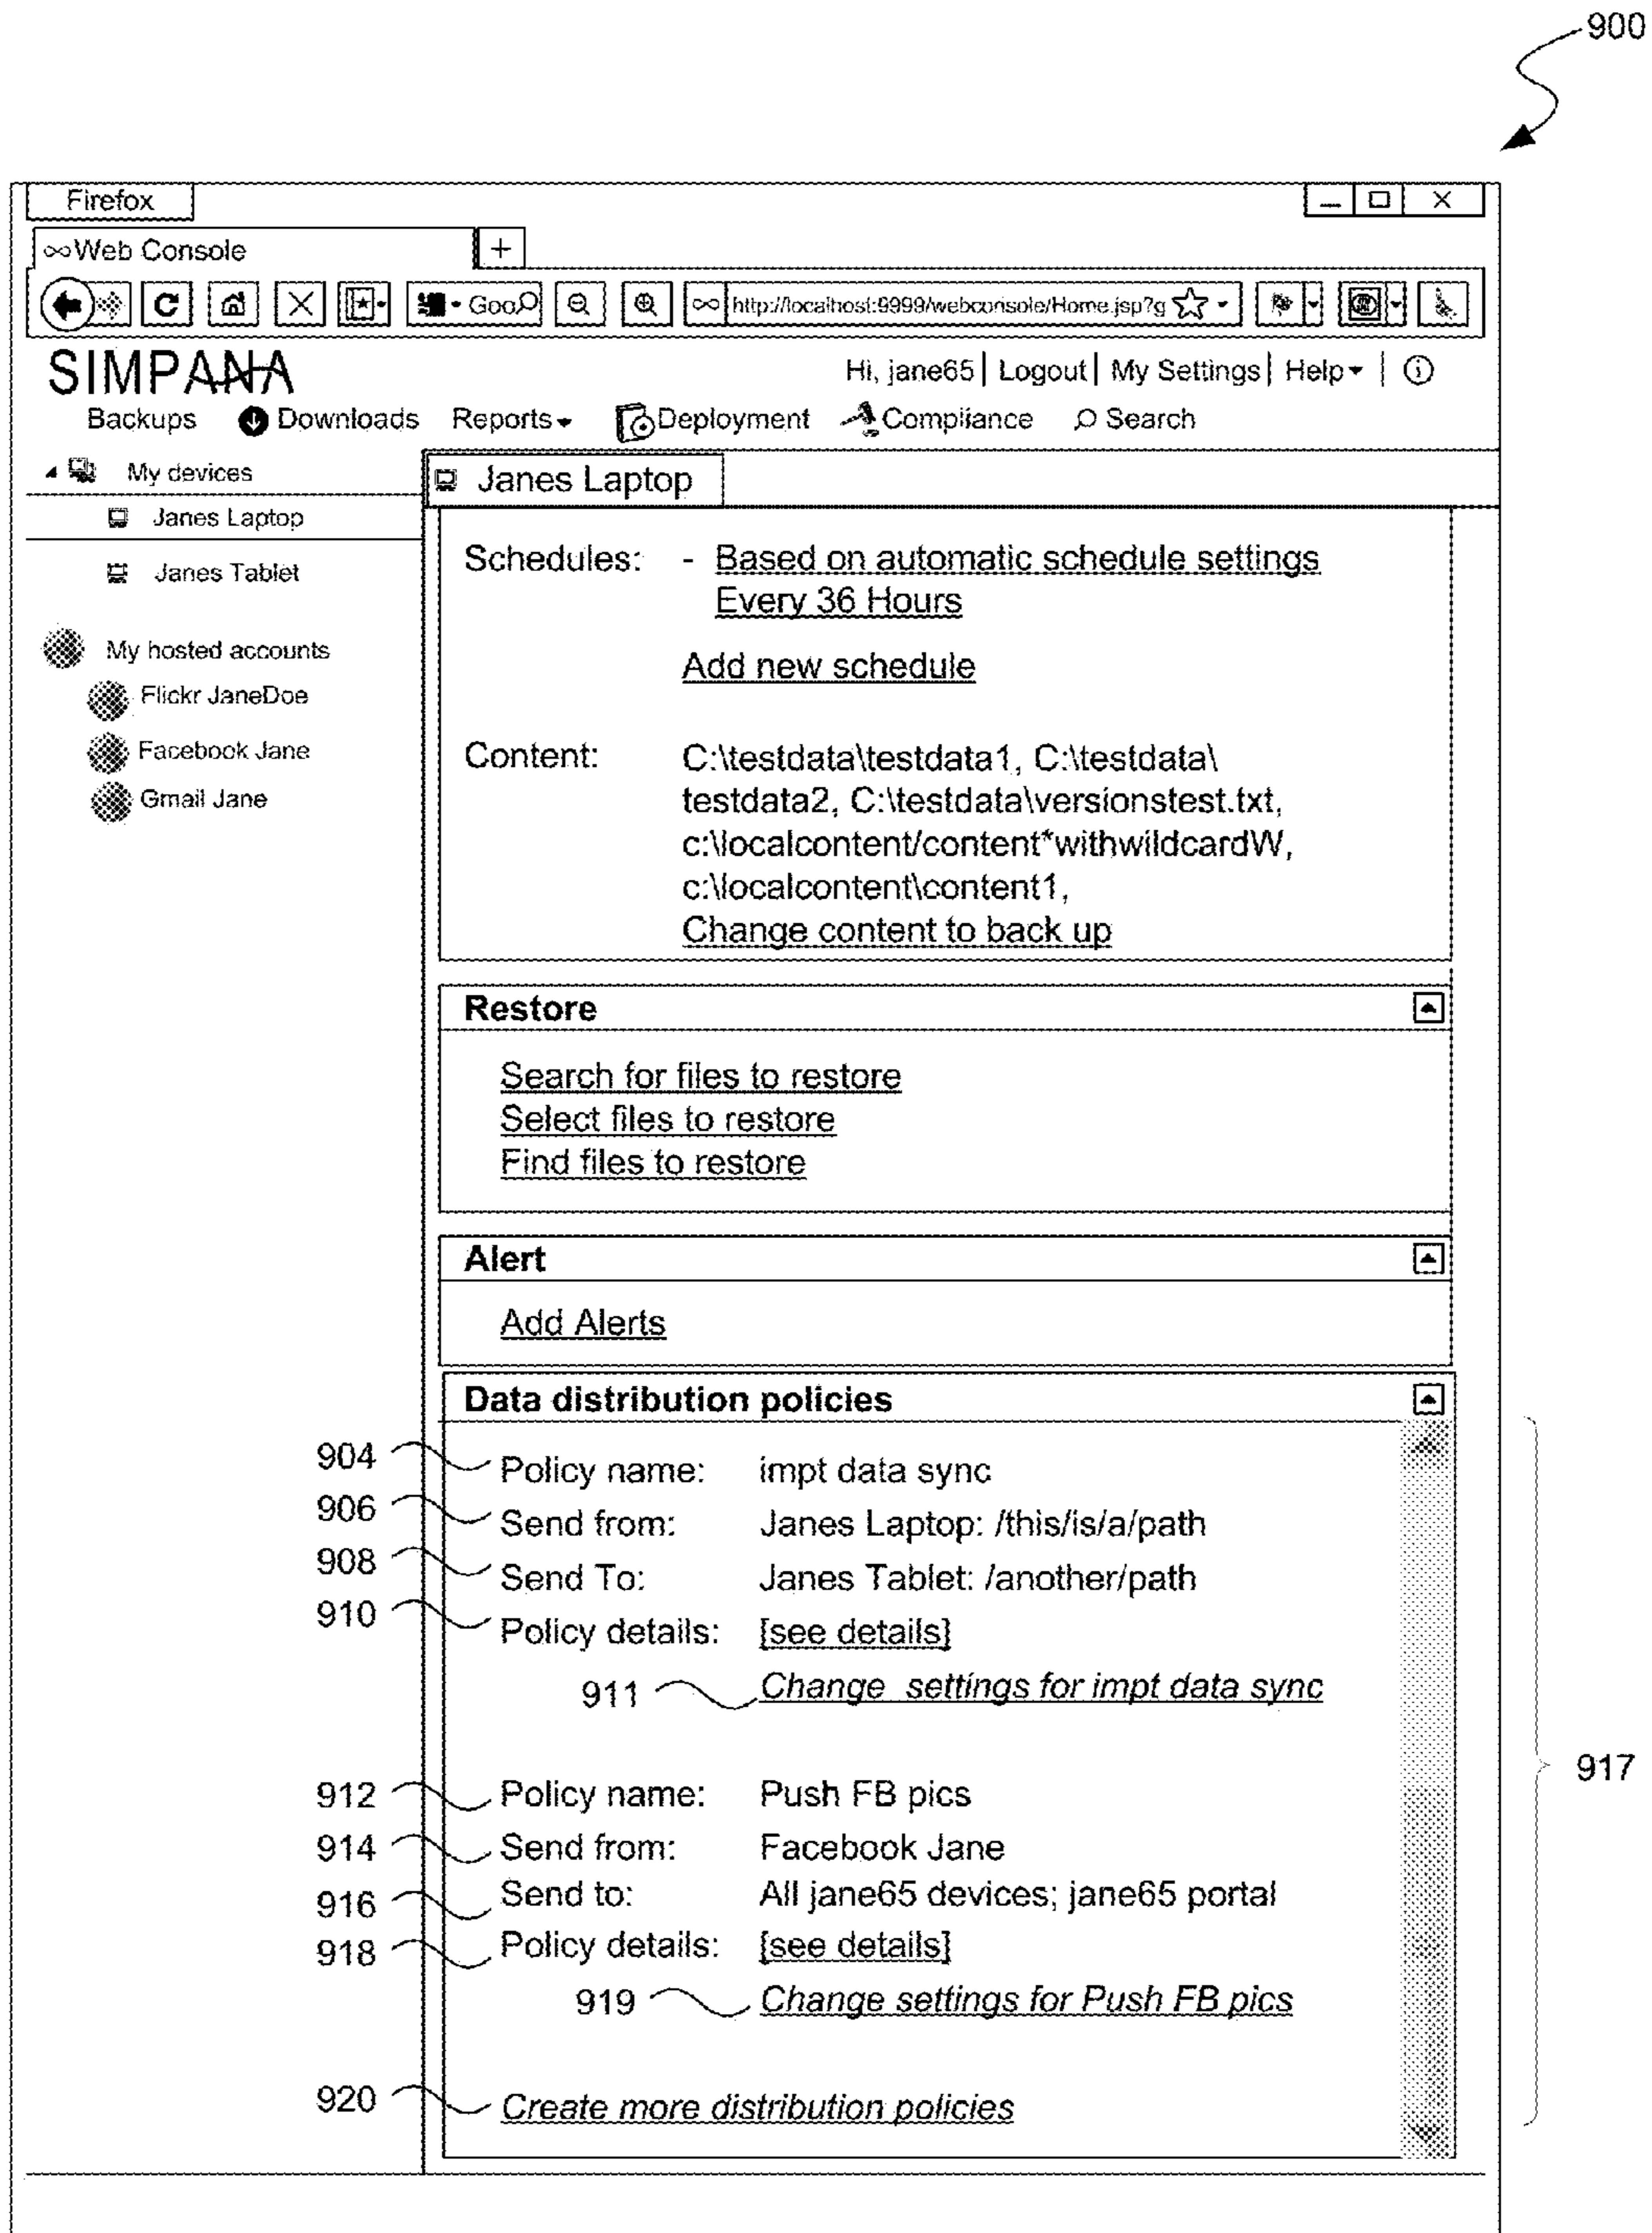 900
Firefox
∞Web Console +
Goo http://localhost:9999/webconsole/Home.jsp?g
SIMPANA
Hi, jane65 | Logout | My Settings | Help
Backups Downloads Reports Deployment Compliance Search
My devices
Janes Laptop
Janes Tablet
My hosted accounts
Flickr JaneDoe
Facebook Jane
Gmail Jane
Janes Laptop
Schedules: - Based on automatic schedule settings
Every 36 Hours
Add new schedule
Content: C:\testdata\testdata1, C:\testdata\
testdata2, C:\testdata\versionstest.txt,
c:\localcontent/content*withwildcardW,
c:\localcontent\content1,
Change content to back up
Restore
Search for files to restore
Select files to restore
Find files to restore
Alert
Add Alerts
Data distribution policies
904 Policy name: impt data sync
906 Send from: Janes Laptop: /this/is/a/path
908 Send To: Janes Tablet: /another/path
910 Policy details: [see details]
911 Change settings for impt data sync
912 Policy name: Push FB pics
914 Send from: Facebook Jane
916 Send to: All jane65 devices; jane65 portal
918 Policy details: [see details]
919 Change settings for Push FB pics
920 Create more distribution policies
917